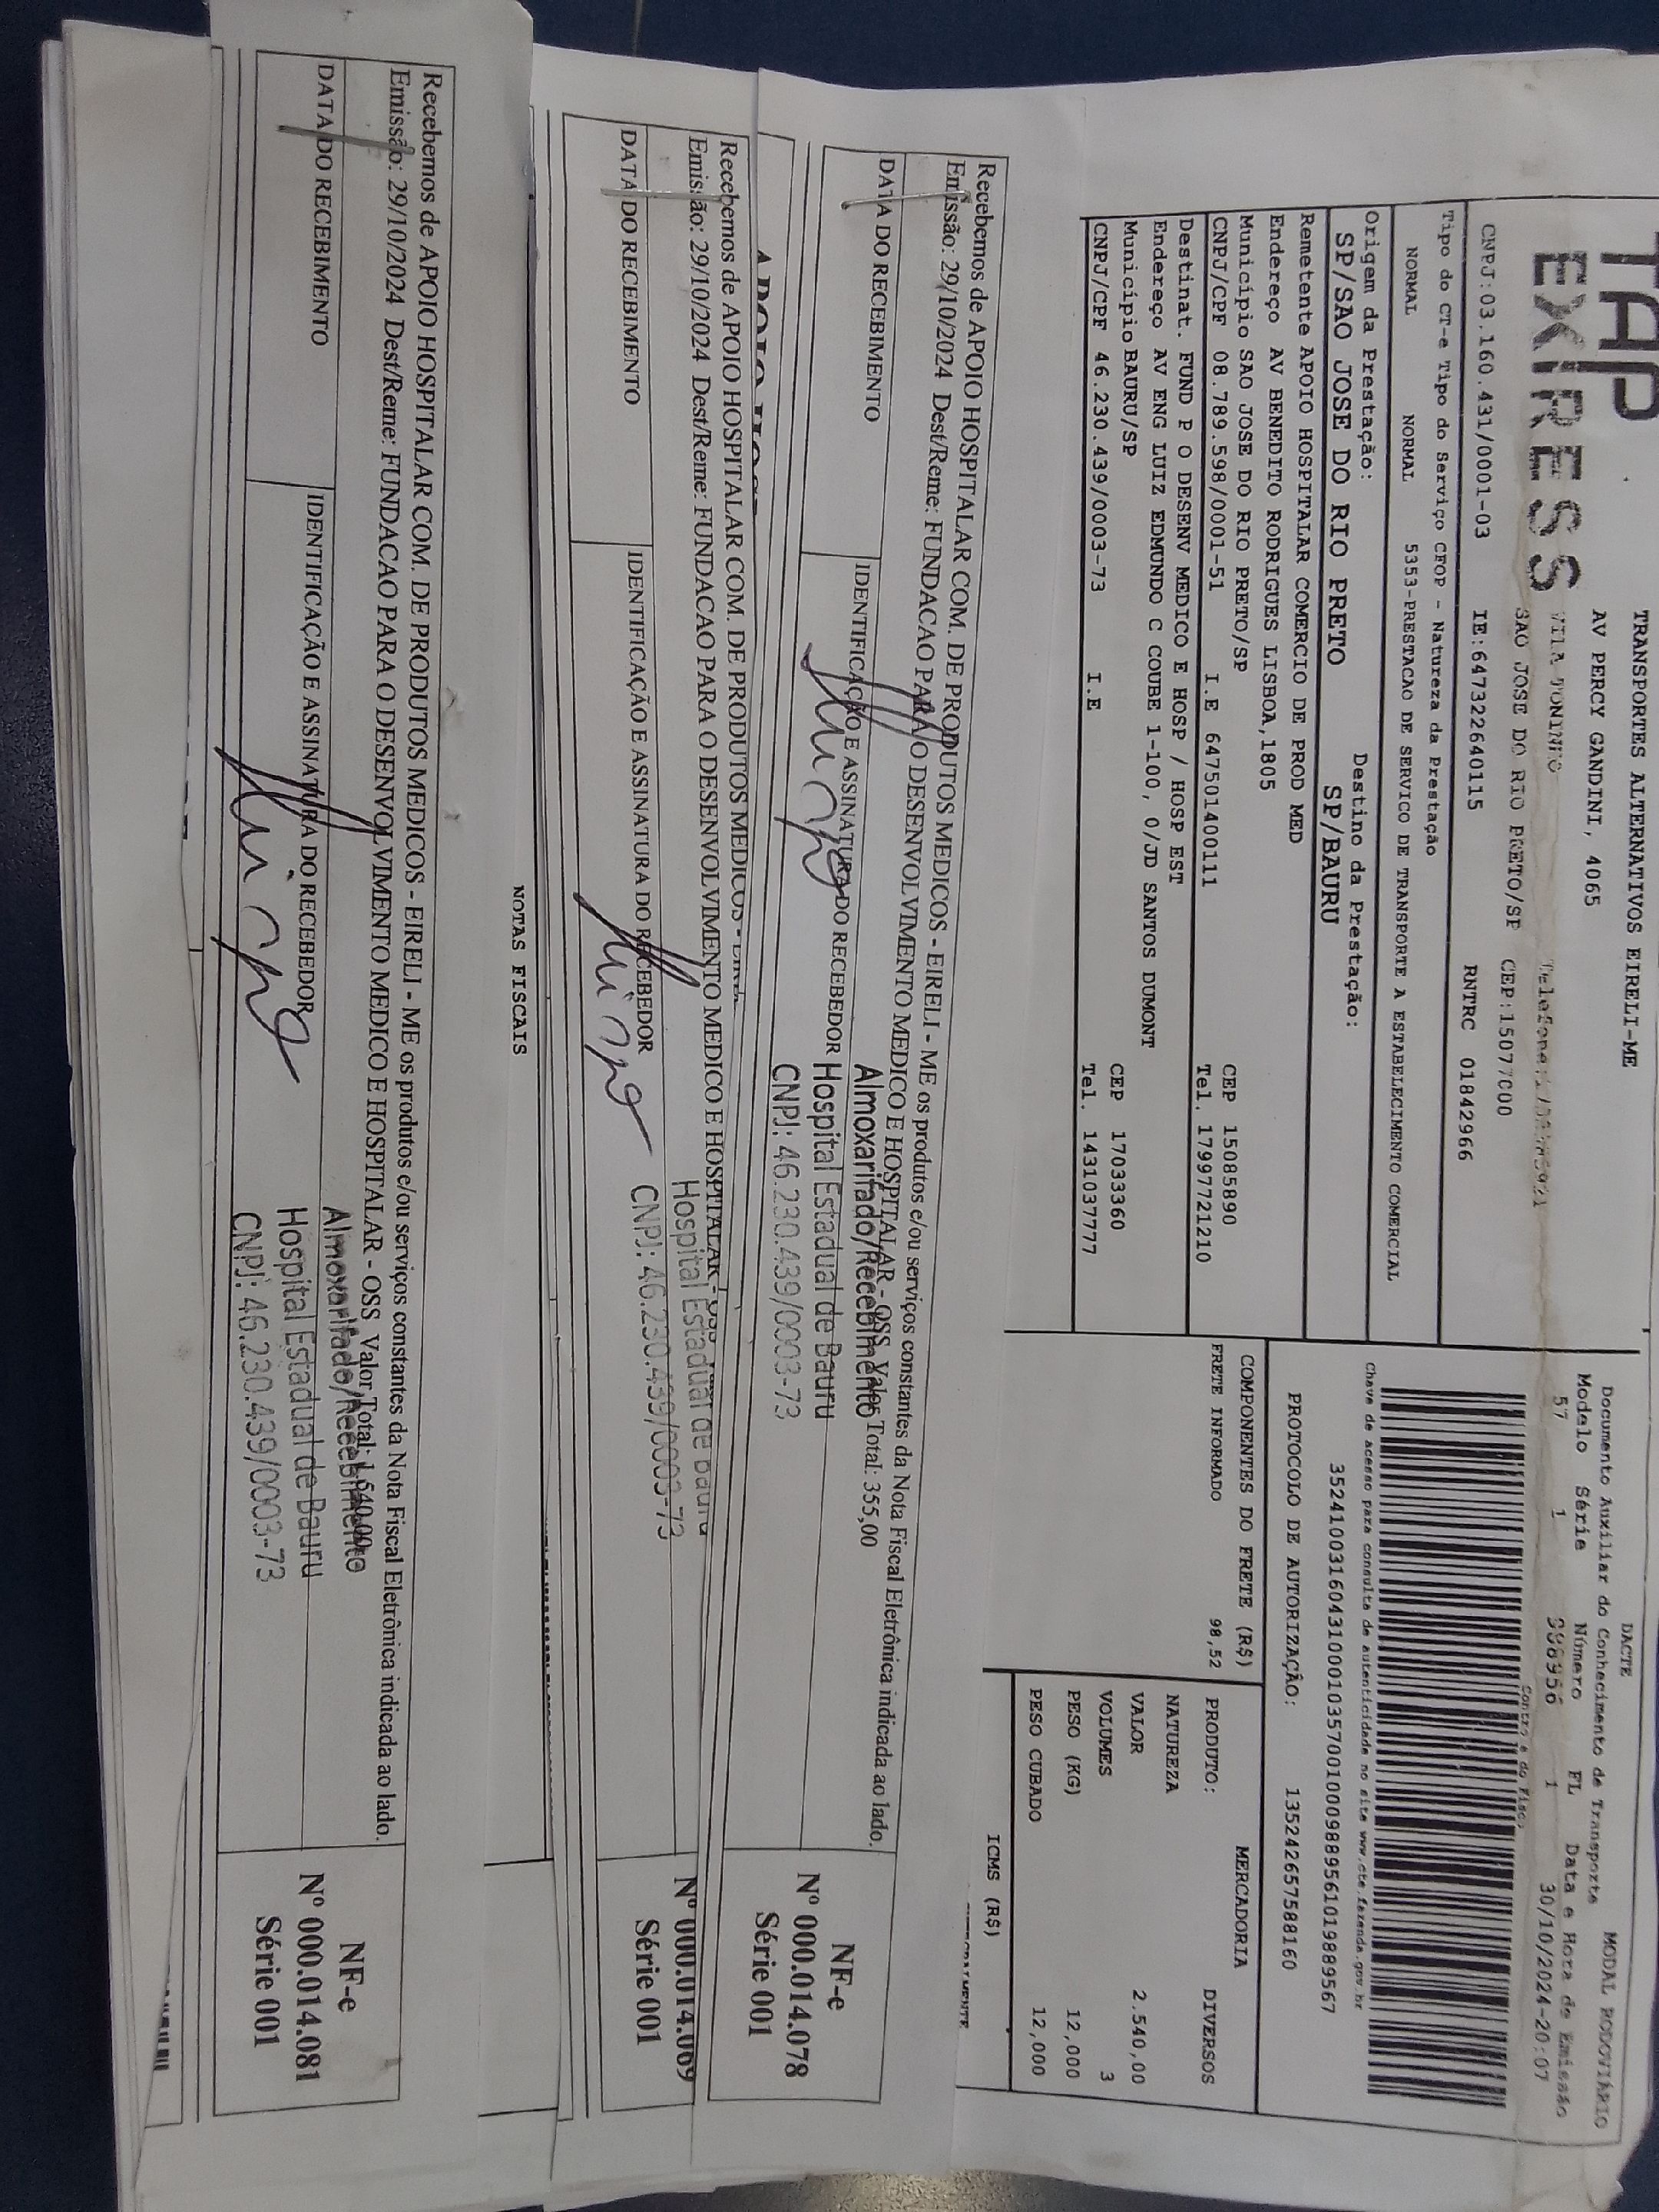 TAP
EXPRESS
TRANSPORTES ALTERNATIVOS EIRELI-ME
AV PERCY GANDINI, 4065
VILA TONINHO
SAO JOSE DO RIO PRETO/SP CEP:15077000
CNPJ:03.160.431/0001-03 IE:647322640115 RNTRC 01842966
DACTE MODAL RODOVIÁRIO
Documento Auxiliar do Conhecimento de Transporte
Modelo Série Número FL Data e Hota de Emissão
57 1 998956 1 30/10/2024-20:07
Controle do Fisco
Tipo do CT-e Tipo do Serviço CFOP - Natureza da Prestação
NORMAL NORMAL 5353-PRESTACAO DE SERVICO DE TRANSPORTE A ESTABELECIMENTO COMERCIAL
Chave de acesso para consulta de autenticidade no site www.cte.fazenda.gov.br
Origem da Prestação: Destino da Prestação:
SP/SAO JOSE DO RIO PRETO SP/BAURU
PROTOCOLO DE AUTORIZAÇÃO: 135242657588160
Remetente APOIO HOSPITALAR COMERCIO DE PROD MED
Endereço AV BENEDITO RODRIGUES LISBOA,1805
Município SAO JOSE DO RIO PRETO/SP CEP 15085890
CNPJ/CPF 08.789.598/0001-51 I.E 647501400111 Tel. 17997721210
Destinat. FUND P O DESENV MEDICO E HOSP / HOSP EST
Endereço AV ENG LUIZ EDMUNDO C COUBE 1-100, 0/JD SANTOS DUMONT
Município BAURU/SP CEP 17033360
CNPJ/CPF 46.230.439/0003-73 I.E Tel. 1431037777
COMPONENTES DO FRETE (R$)
FRETE INFORMADO 98,52
MERCADORIA
PRODUTO: DIVERSOS
NATUREZA
VALOR 2.540,00
VOLUMES 3
PESO (KG) 12,000
PESO CUBADO 12,000
ICMS (R$)
Recebemos de APOIO HOSPITALAR COM. DE PRODUTOS MEDICOS - EIRELI - ME os produtos e/ou serviços constantes da Nota Fiscal Eletrônica indicada ao lado.
Emissão: 29/10/2024 Dest/Reme: FUNDACAO PARA O DESENVOLVIMENTO MEDICO E HOSPITALAR - OSS Valor Total: 355,00
DATA DO RECEBIMENTO IDENTIFICAÇÃO E ASSINATURA DO RECEBEDOR
Almoxarifado/Recebimento
Hospital Estadual de Bauru
CNPJ: 46.230.439/0003-73
NF-e
Nº 000.014.078
Série 001
Recebemos de APOIO HOSPITALAR COM. DE PRODUTOS MEDICOS
Emissão: 29/10/2024 Dest/Reme: FUNDACAO PARA O DESENVOLVIMENTO MEDICO E HOSPITALAR - OSS
DATA DO RECEBIMENTO IDENTIFICAÇÃO E ASSINATURA DO RECEBEDOR
Hospital Estadual de Bauru
CNPJ: 46.230.439/0003-73
Nº 000.014.069
Série 001
NOTAS FISCAIS
Recebemos de APOIO HOSPITALAR COM. DE PRODUTOS MEDICOS - EIRELI - ME os produtos e/ou serviços constantes da Nota Fiscal Eletrônica indicada ao lado.
Emissão: 29/10/2024 Dest/Reme: FUNDACAO PARA O DESENVOLVIMENTO MEDICO E HOSPITALAR - OSS Valor Total: 1.540,00
DATA DO RECEBIMENTO IDENTIFICAÇÃO E ASSINATURA DO RECEBEDOR
Almoxarifado/Recebimento
Hospital Estadual de Bauru
CNPJ: 46.230.439/0003-73
NF-e
Nº 000.014.081
Série 001